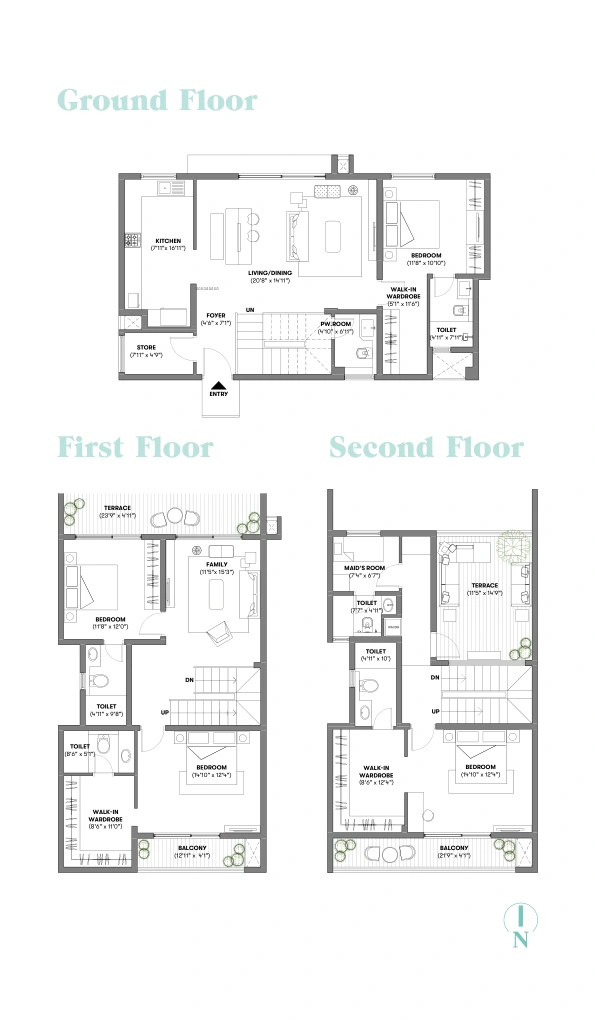 Ground Floor
KITCHEN
(7'11" x 16'11")
LIVING/DINING
(20'8" x 14'11")
BEDROOM
(11'8" x 10'10")
WALK-IN
WARDROBE
(5'1" x 11'6")
FOYER
(4'6" x 7'1")
UN
PW.ROOM
(4'10" x 6'11")
TOILET
(4'11" x 7'11")
STORE
(7'11" x 4'9")
ENTRY
First Floor
TERRACE
(23'9" x 4'11")
FAMILY
(11'5" x 15'3")
BEDROOM
(11'8" x 12'0")
DN
TOILET
(4'11" x 9'8")
UP
TOILET
(8'6" x 5'1")
BEDROOM
(14'10" x 12'4")
WALK-IN
WARDROBE
(8'6" x 11'0")
BALCONY
(12'11" x 4'1")
Second Floor
MAID'S ROOM
(7'4" x 6'7")
TERRACE
(11'5" x 14'9")
TOILET
(7'7" x 4'11")
TOILET
(4'11" x 10')
DN
UP
WALK-IN
WARDROBE
(8'6" x 12'4")
BEDROOM
(14'10" x 12'4")
BALCONY
(21'9" x 4'1")
N